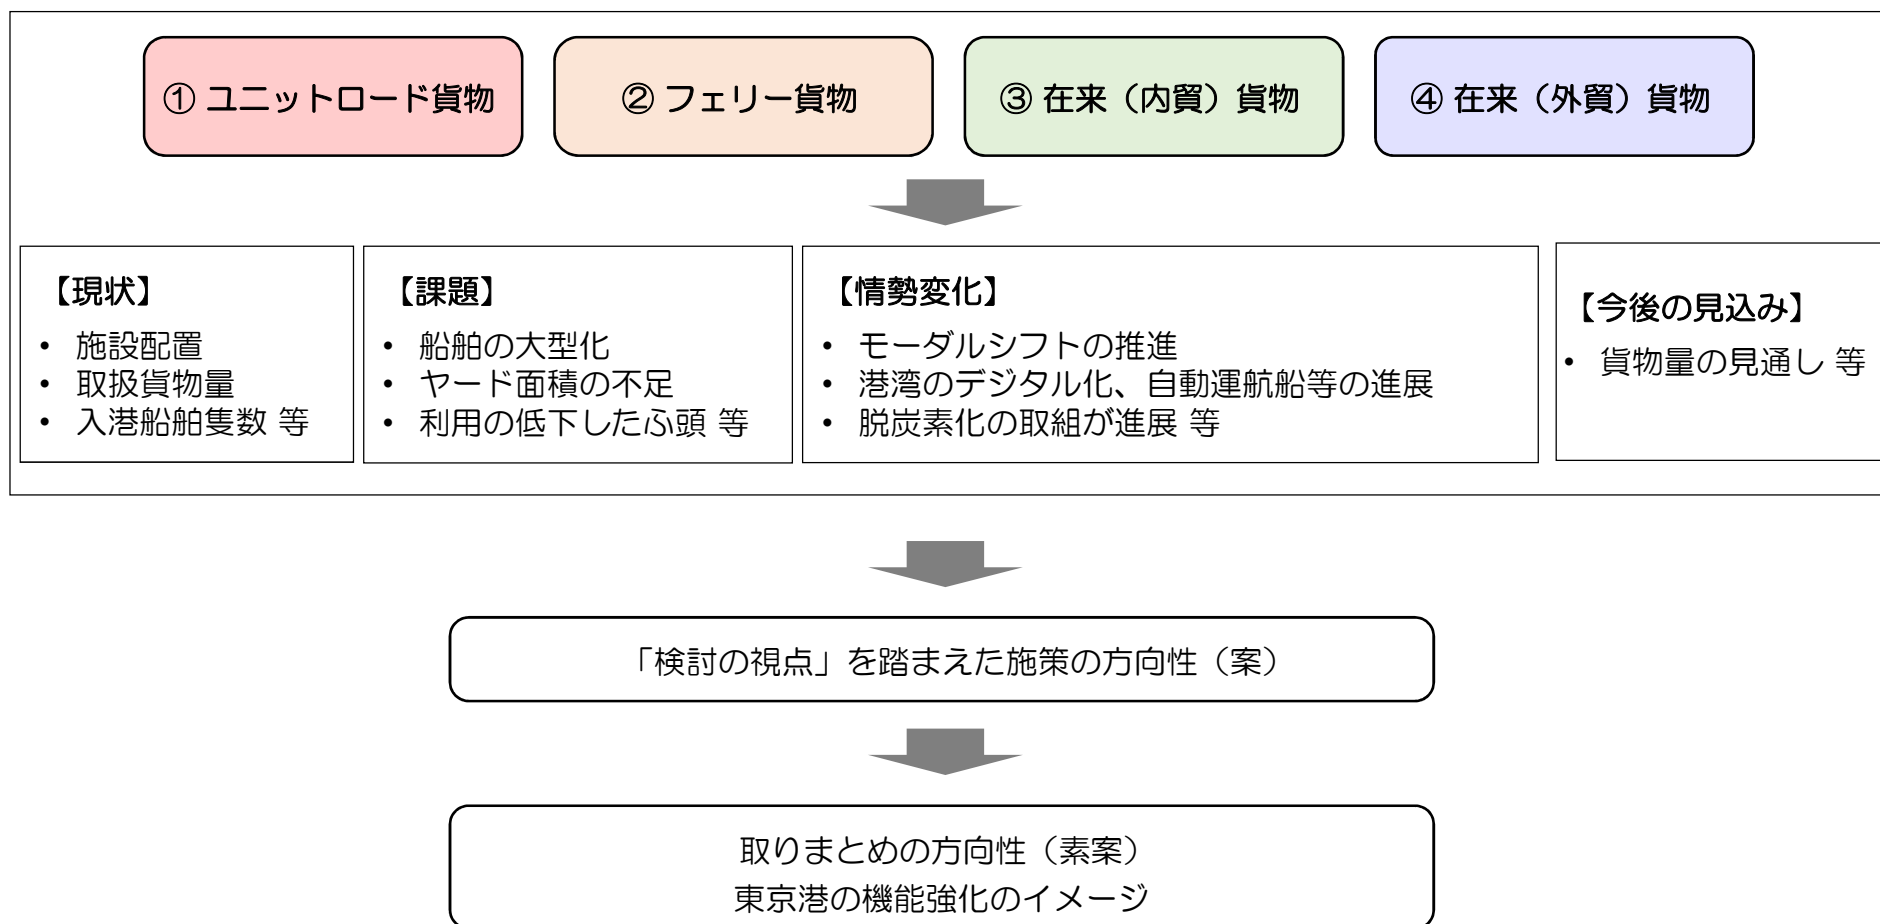 ① ユニットロード貨物
② フェリー貨物
③ 在来（内貿）貨物
④ 在来（外貿）貨物
【現状】
• 施設配置
• 取扱貨物量
• 入港船舶隻数 等
【課題】
• 船舶の大型化
• ヤード面積の不足
• 利用の低下したふ頭 等
【情勢変化】
• モーダルシフトの推進
• 港湾のデジタル化、自動運航船等の進展
• 脱炭素化の取組が進展 等
【今後の見込み】
• 貨物量の見通し 等
「検討の視点」を踏まえた施策の方向性（案）
取りまとめの方向性（素案）
東京港の機能強化のイメージ